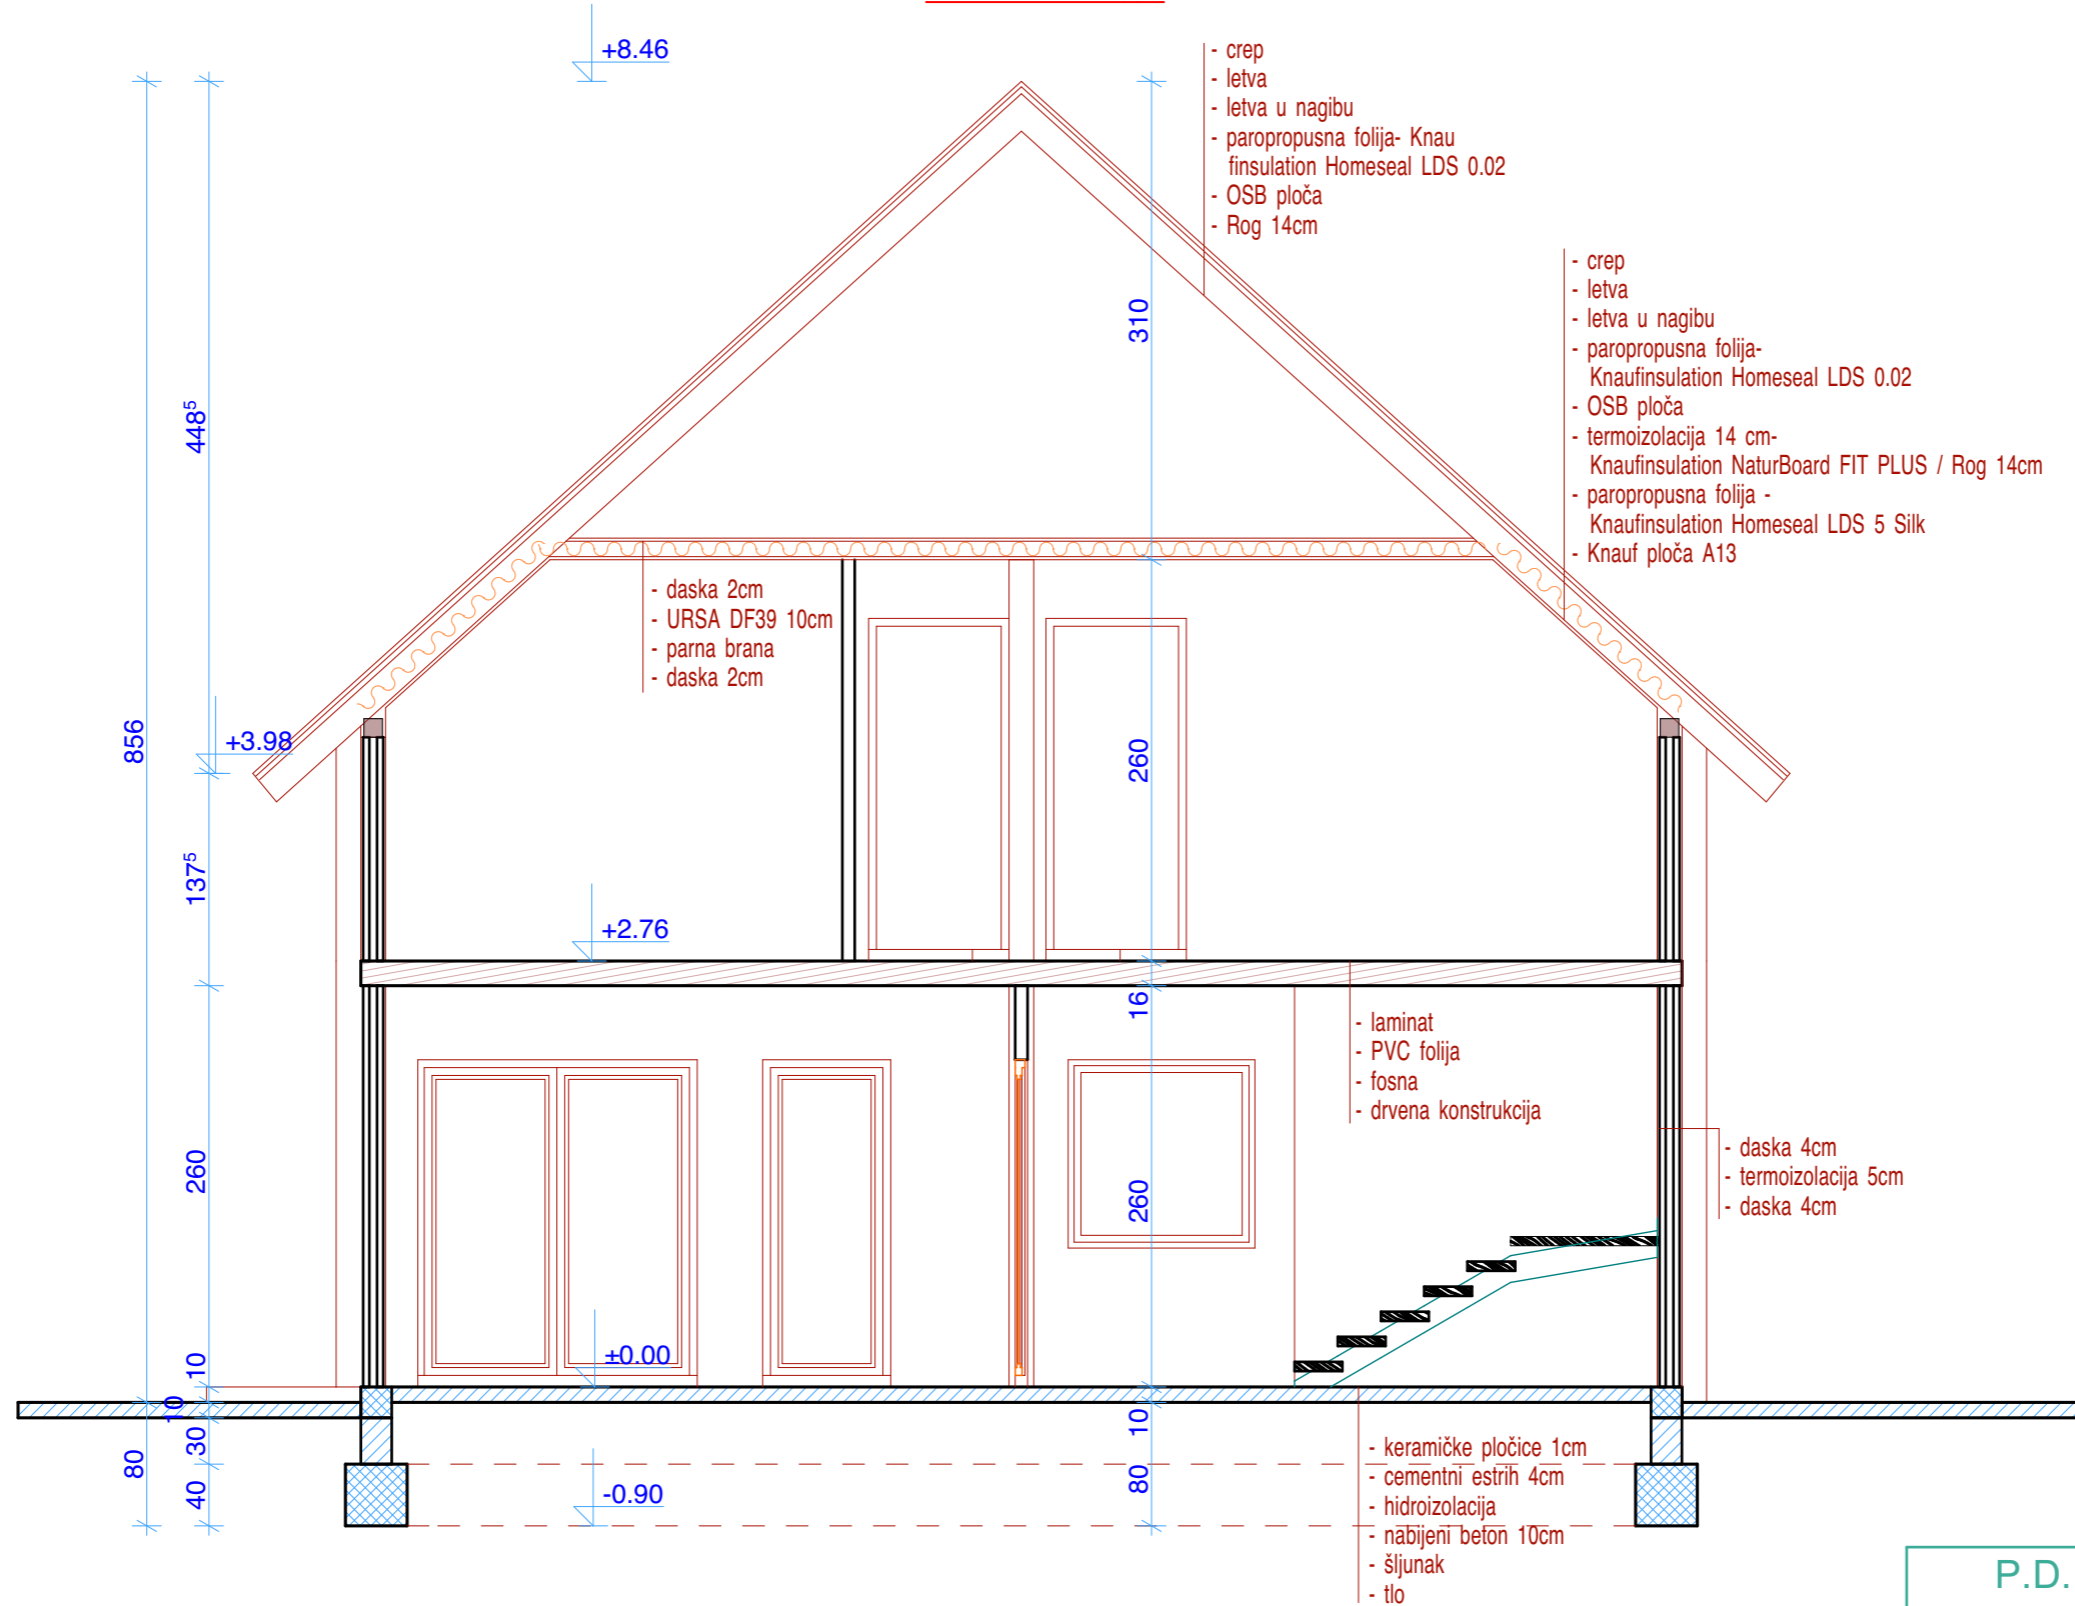 +8.46
- crep
- letva
- letva u nagibu
- paropropusna folija- Knau
finsulation Homeseal LDS 0.02
- OSB ploča
- Rog 14cm
- crep
- letva
- letva u nagibu
- paropropusna folija-
Knaufinsulation Homeseal LDS 0.02
- OSB ploča
- termoizolacija 14 cm-
Knaufinsulation NaturBoard FIT PLUS / Rog 14cm
- paropropusna folija -
Knaufinsulation Homeseal LDS 5 Silk
- Knauf ploča A13
310
448⁵
- daska 2cm
- URSA DF39 10cm
- parna brana
- daska 2cm
856
+3.98
260
137⁵
+2.76
16
- laminat
- PVC folija
- fosna
- drvena konstrukcija
260
260
- daska 4cm
- termoizolacija 5cm
- daska 4cm
±0.00
10
10
30
80
40
-0.90
10
80
- keramičke pločice 1cm
- cementni estrih 4cm
- hidroizolacija
- nabijeni beton 10cm
- šljunak
- tlo
P.D.